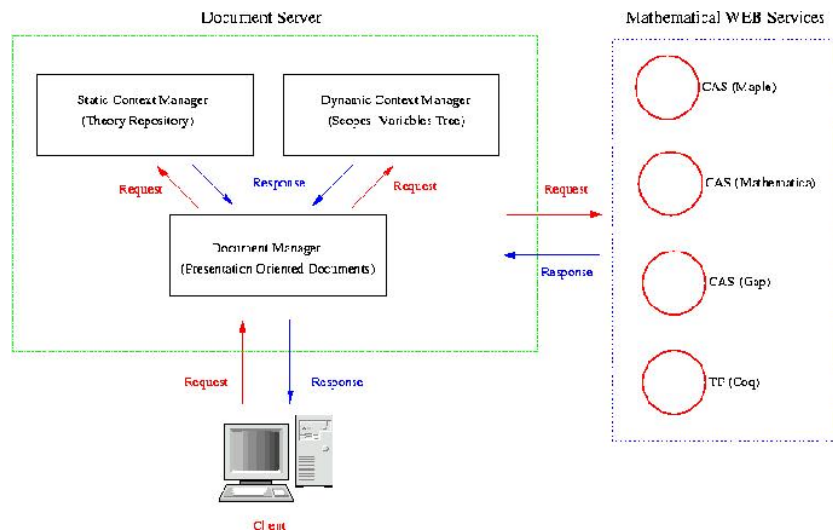 Document Server
Mathematical WEB Services
Static Context Manager
(Theory Repository)
Dynamic Context Manager
(Scopes Variables Tree)
CAS (Maple)
Request
Response
Request
Request
CAS (Mathematica)
Document Manager
(Presentation Oriented Documents)
Response
CAS (Gap)
Request
Response
TP (Coq)
Client